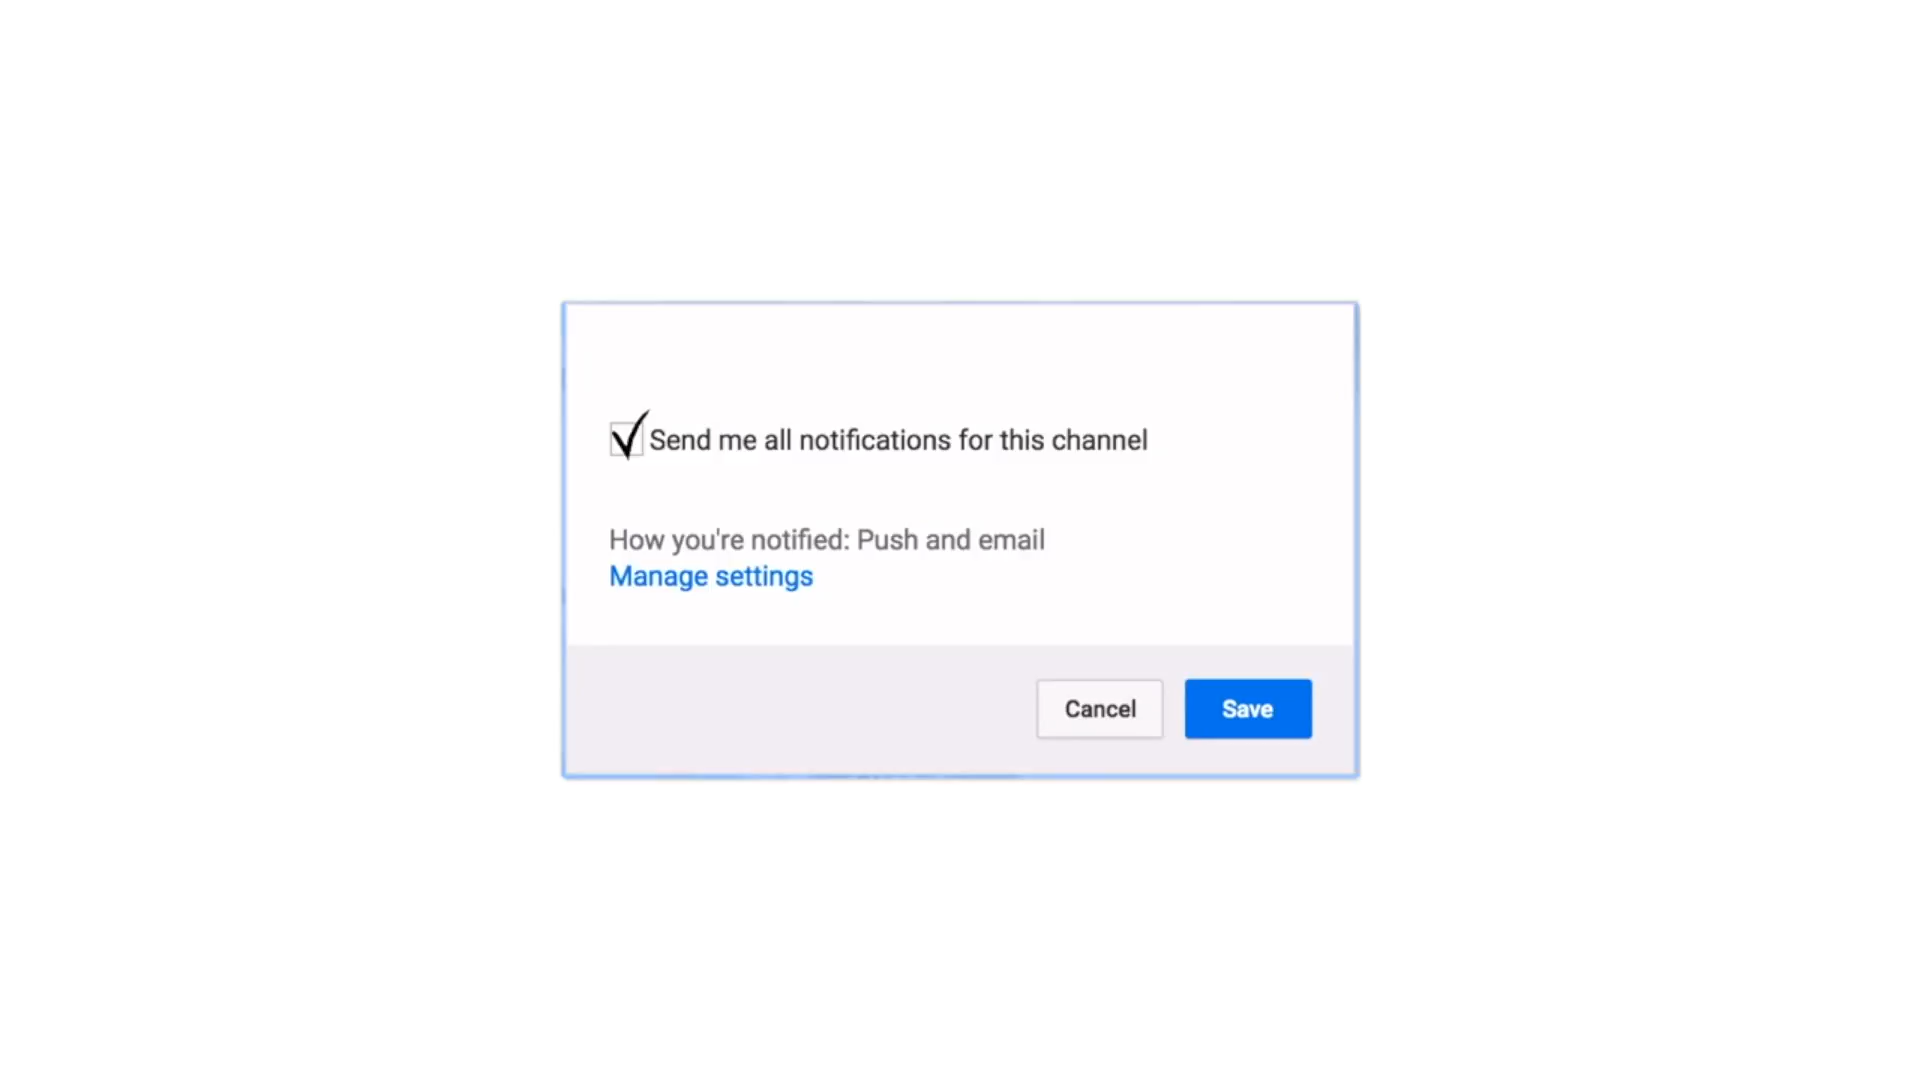 Send me all notifications for this channel
How you're notified: Push and email
Manage settings
Cancel
Save